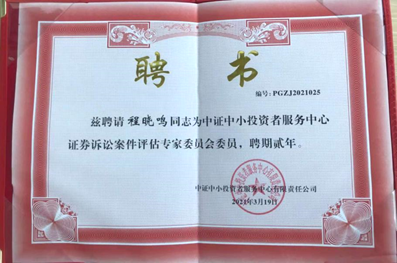 聘书
编号：PGZJ2021025
兹聘请程晓鸣同志为中证中小投资者服务中心
证券诉讼案件评估专家委员会委员，聘期贰年。
中证中小投资者服务中心有限责任公司
2021年3月19日